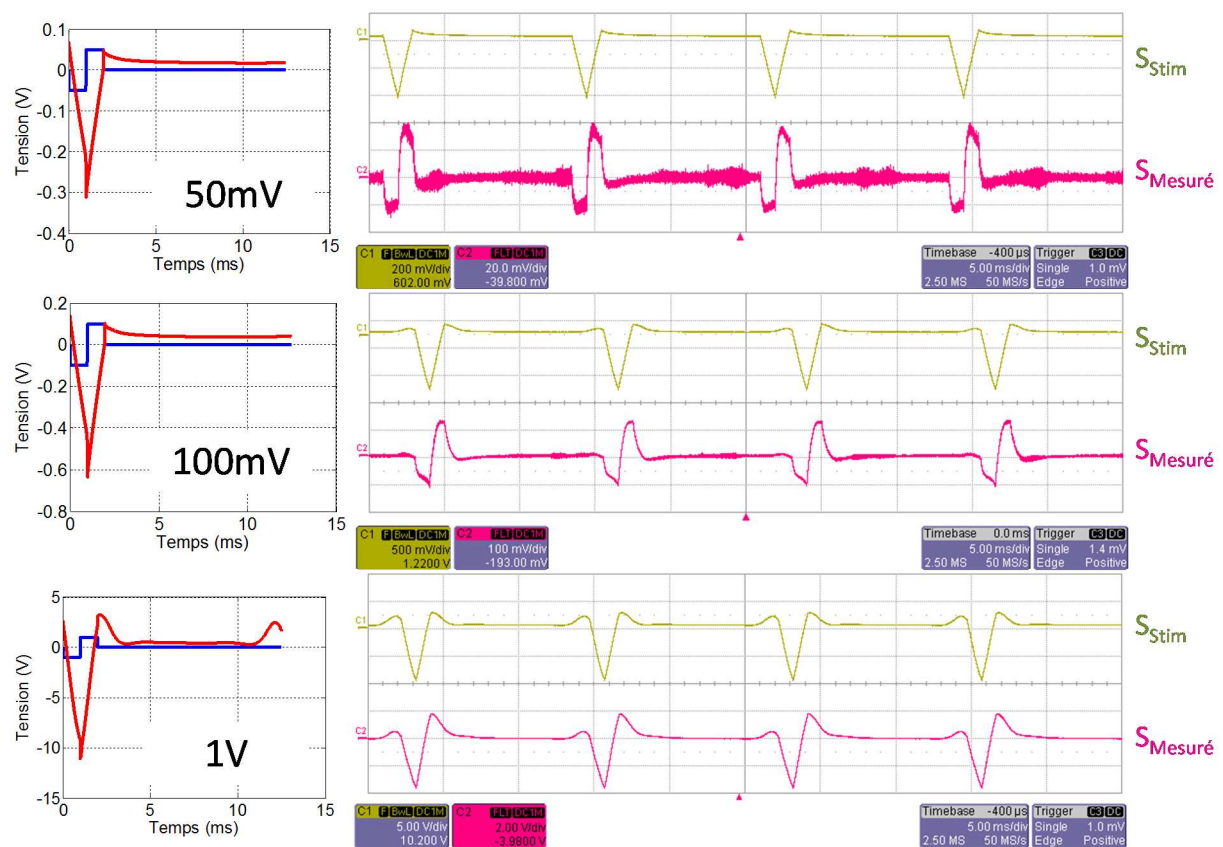 0.1
0
-0.1
-0.2
-0.3
-0.4
Tension (V)
0 5 10 15
Temps (ms)
50mV
C1
C2
S Stim
S Mesuré
C1 F BwL DC1M
200 mV/div
602.00 mV
C2 FLT DC1M
20.0 mV/div
-39.800 mV
Timebase -400 µs
5.00 ms/div
2.50 MS 50 MS/s
Trigger C3 DC
Single 1.0 mV
Edge Positive
0.2
0
-0.2
-0.4
-0.6
-0.8
Tension (V)
0 5 10 15
Temps (ms)
100mV
C1
C2
S Stim
S Mesuré
C1 F BwL DC1M
500 mV/div
1.2200 V
C2 FLT DC1M
100 mV/div
-193.00 mV
Timebase 0.0 ms
5.00 ms/div
2.50 MS 50 MS/s
Trigger C3 DC
Single 1.4 mV
Edge Positive
5
0
-5
-10
-15
Tension (V)
0 5 10 15
Temps (ms)
1V
C1
C2
S Stim
S Mesuré
C1 F BwL DC1M
5.00 V/div
10.200 V
C2 FLT DC1M
2.00 V/div
-3.9800 V
Timebase -400 µs
5.00 ms/div
2.50 MS 50 MS/s
Trigger C3 DC
Single 1.0 mV
Edge Positive